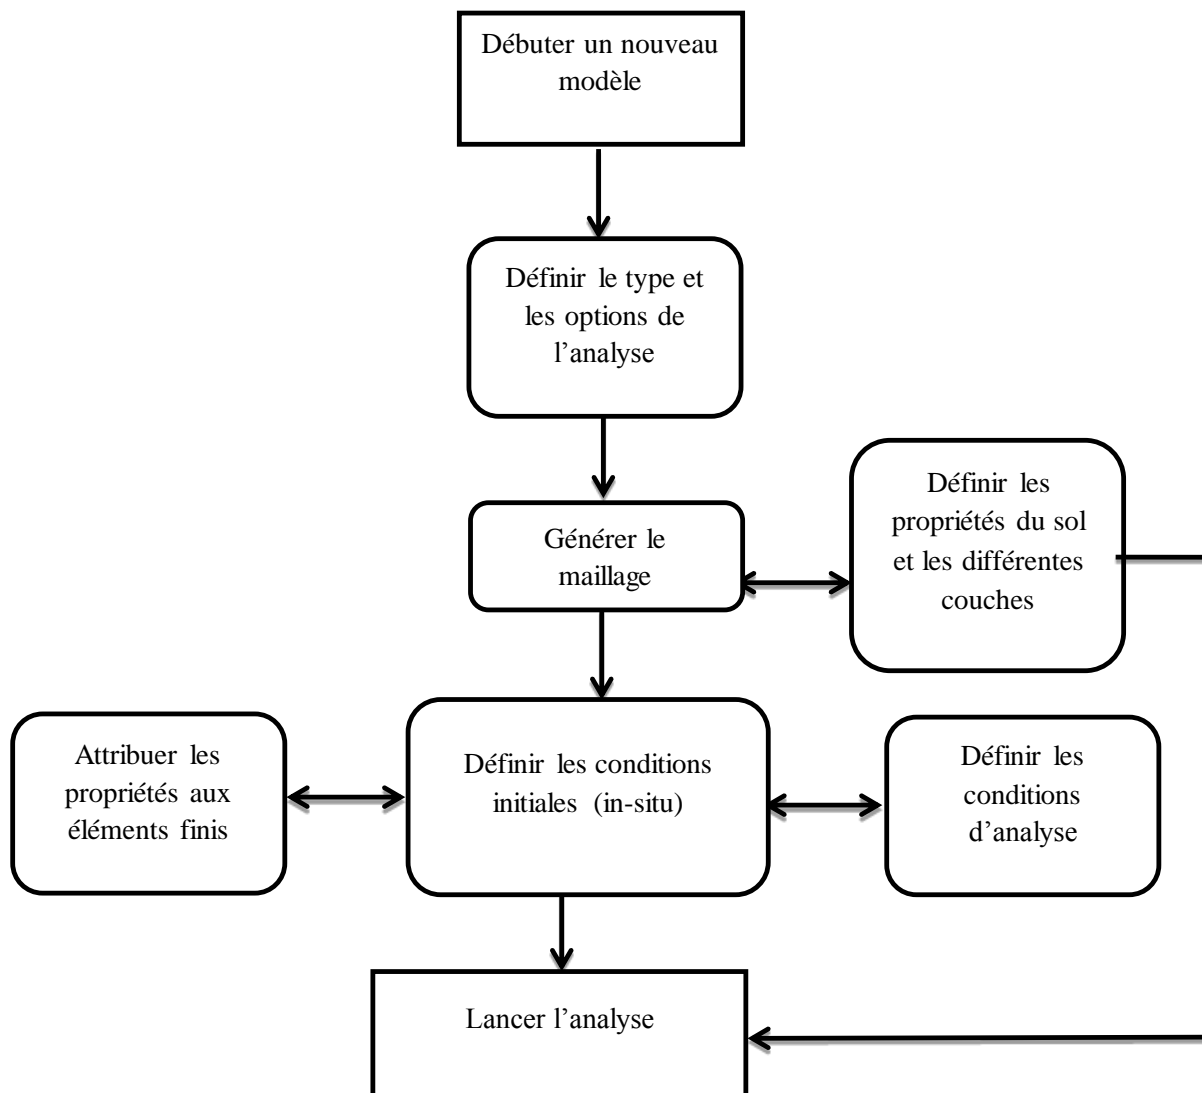 Débuter un nouveau
modèle
Définir le type et
les options de
l’analyse
Générer le
maillage
Définir les
propriétés du sol
et les différentes
couches
Attribuer les
propriétés aux
éléments finis
Définir les conditions
initiales (in-situ)
Définir les
conditions
d’analyse
Lancer l’analyse